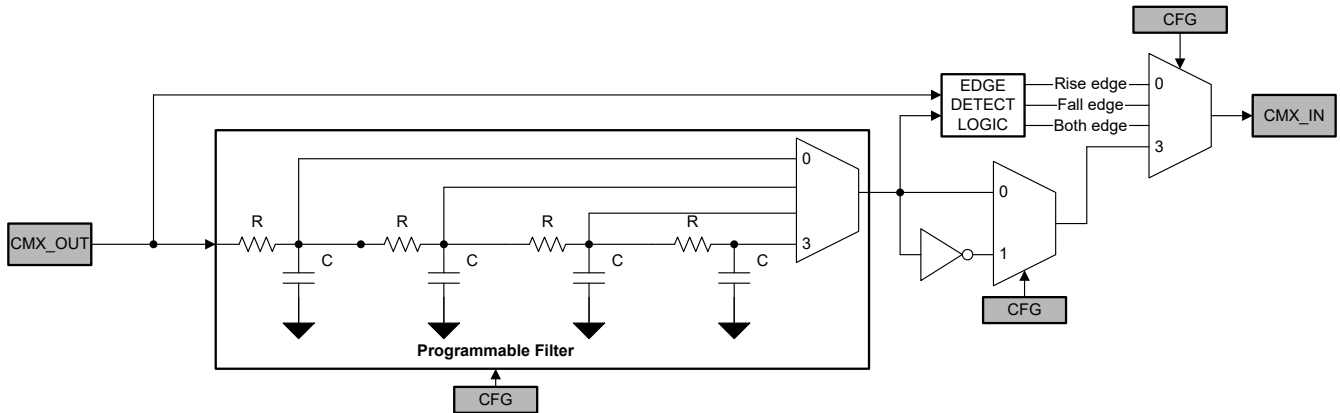 CFG
EDGE
DETECT
LOGIC
Rise edge
Fall edge
Both edge
0
3
CMX_IN
CMX_OUT
R
R
R
R
C
C
C
C
0
3
0
1
CFG
Programmable Filter
CFG